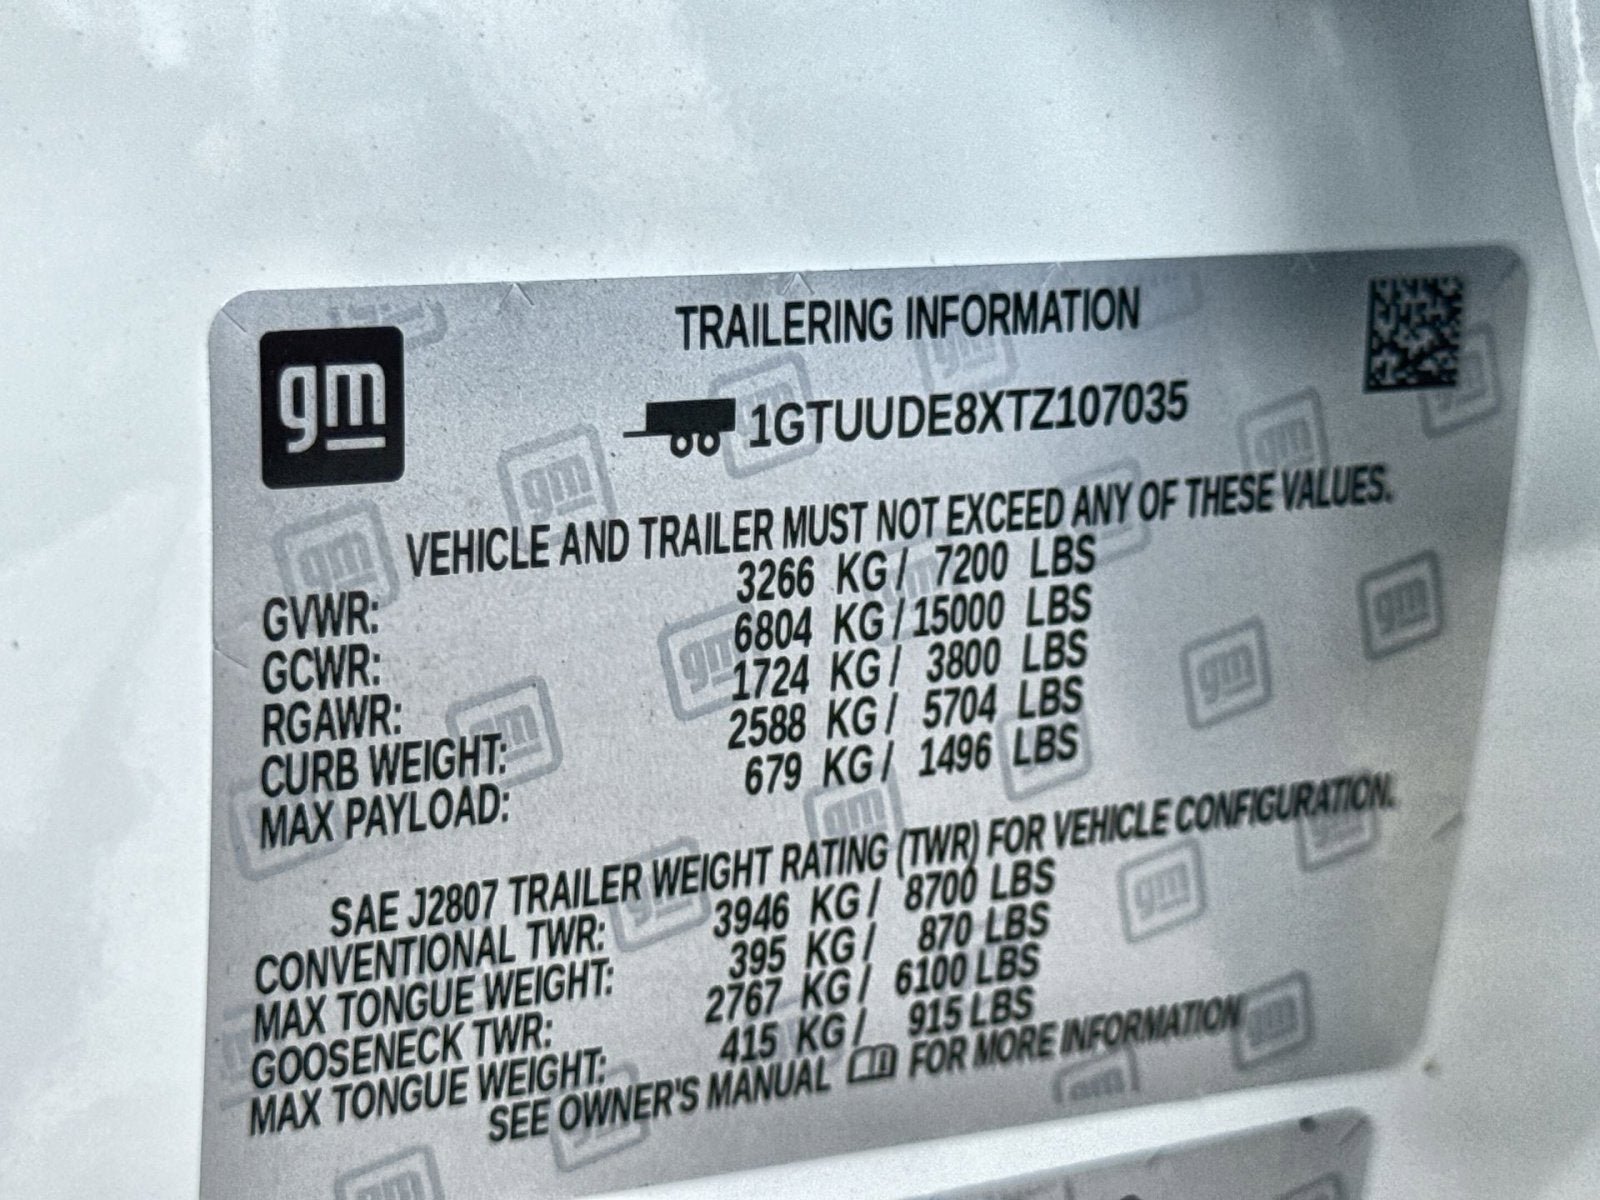 gm
TRAILERING INFORMATION
1GTUUDE8XTZ107035
VEHICLE AND TRAILER MUST NOT EXCEED ANY OF THESE VALUES.
GVWR: 3266 KG / 7200 LBS
GCWR: 6804 KG / 15000 LBS
RGAWR: 1724 KG / 3800 LBS
CURB WEIGHT: 2588 KG / 5704 LBS
MAX PAYLOAD: 679 KG / 1496 LBS
SAE J2807 TRAILER WEIGHT RATING (TWR) FOR VEHICLE CONFIGURATION.
CONVENTIONAL TWR: 3946 KG / 8700 LBS
MAX TONGUE WEIGHT: 395 KG / 870 LBS
GOOSENECK TWR: 2767 KG / 6100 LBS
MAX TONGUE WEIGHT: 415 KG / 915 LBS
SEE OWNER'S MANUAL FOR MORE INFORMATION